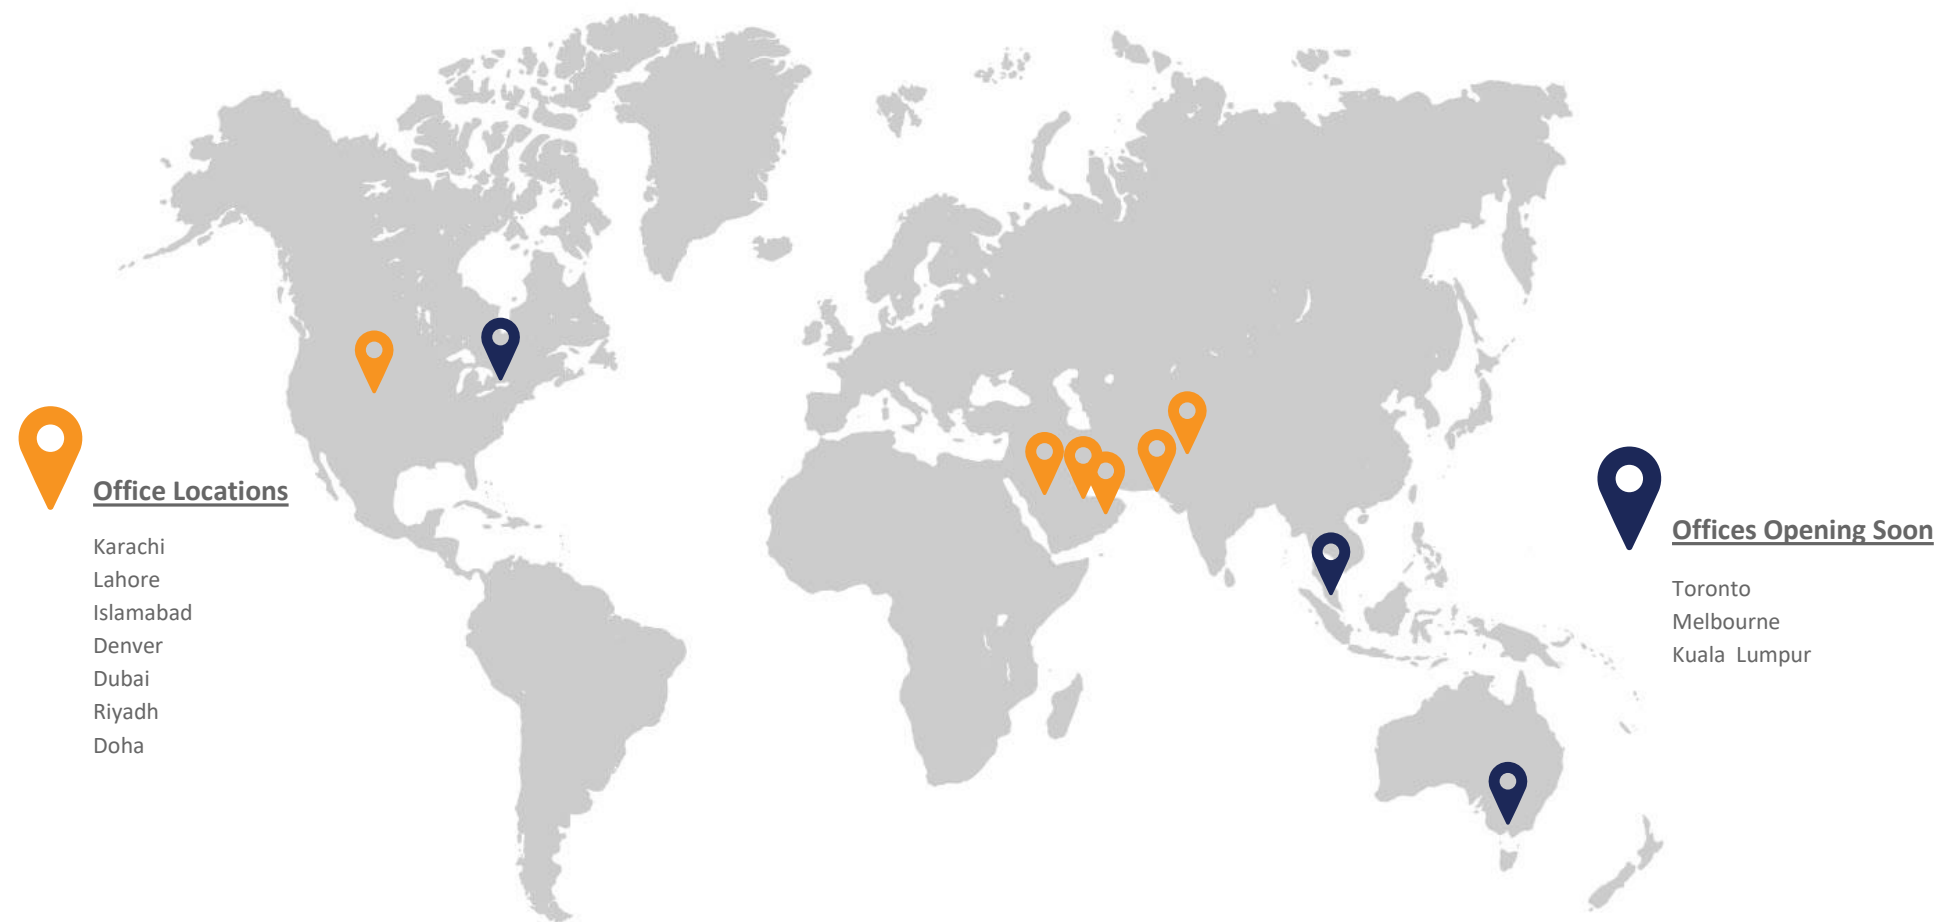 Office Locations
Karachi
Lahore
Islamabad
Denver
Dubai
Riyadh
Doha
Offices Opening Soon
Toronto
Melbourne
Kuala Lumpur